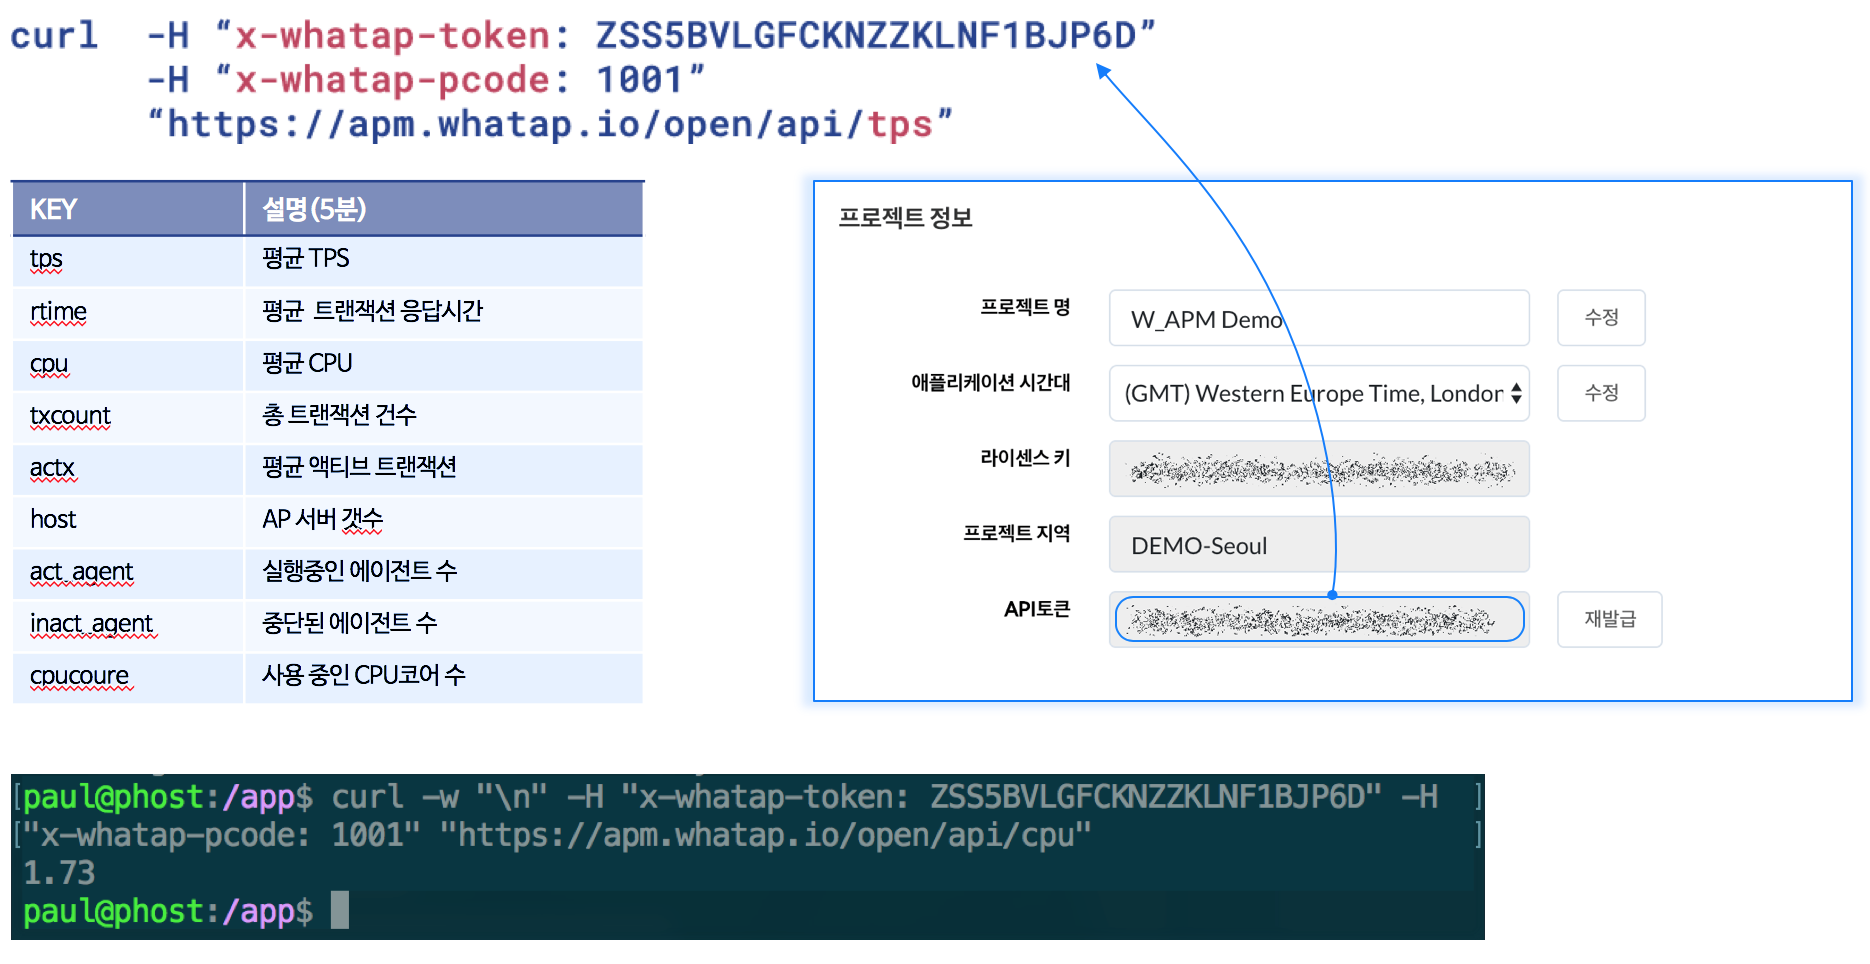 curl -H “x-whatap-token: ZSS5BVLGFCKNZZKLNF1BJP6D”
-H “x-whatap-pcode: 1001”
“https://apm.whatap.io/open/api/tps”
KEY 설명(5분)
tps 평균 TPS
rtime 평균 트랜잭션 응답시간
cpu 평균 CPU
txcount 총 트랜잭션 건수
actx 평균 액티브 트랜잭션
host AP 서버 갯수
act_agent 실행중인 에이전트 수
inact_agent 중단된 에이전트 수
cpucoure 사용 중인 CPU코어 수
프로젝트 정보
프로젝트 명 W_APM Demo 수정
애플리케이션 시간대 (GMT) Western Europe Time, London 수정
라이센스 키
프로젝트 지역 DEMO-Seoul
API토큰 재발급
[paul@phost:/app$ curl -w "\n" -H "x-whatap-token: ZSS5BVLGFCKNZZKLNF1BJP6D" -H ]
["x-whatap-pcode: 1001" "https://apm.whatap.io/open/api/cpu" ]
1.73
paul@phost:/app$